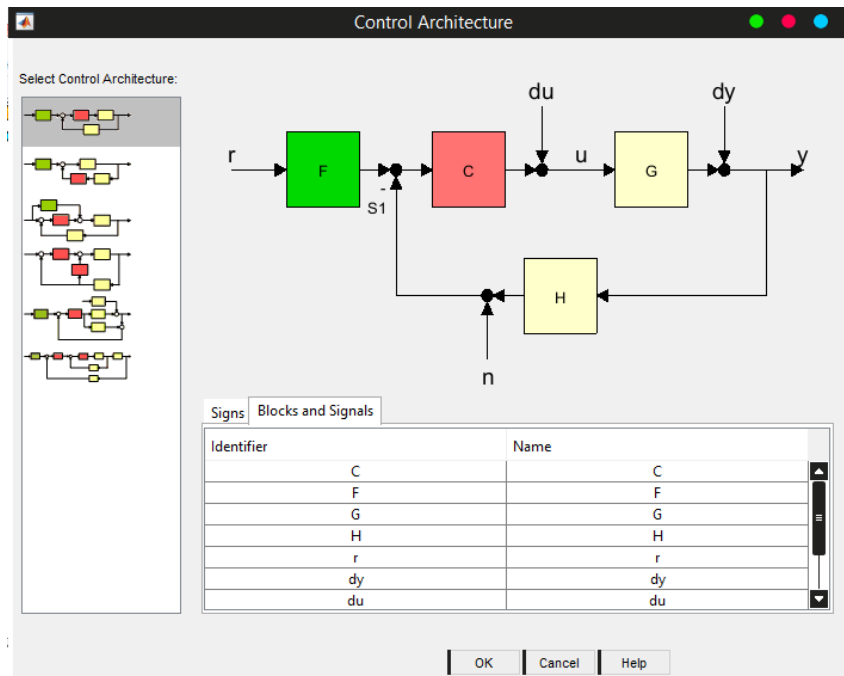 Control Architecture
Select Control Architecture:
du
dy
r
F
C
u
G
y
-
S1
H
n
Signs
Blocks and Signals
Identifier Name
C C
F F
G G
H H
r r
dy dy
du du
OK Cancel Help